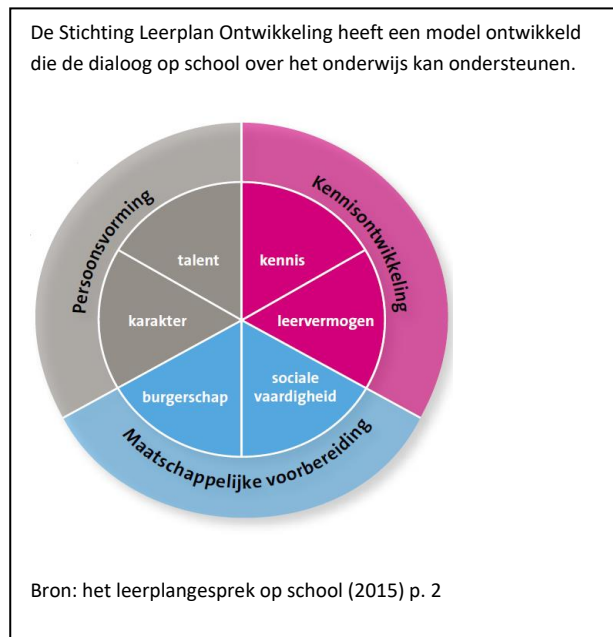 De Stichting Leerplan Ontwikkeling heeft een model ontwikkeld
die de dialoog op school over het onderwijs kan ondersteunen.
Persoonsvorming
Kennisontwikkeling
talent
kennis
karakter
leervermogen
burgerschap
sociale
vaardigheid
Maatschappelijke voorbereiding
Bron: het leerplangesprek op school (2015) p. 2